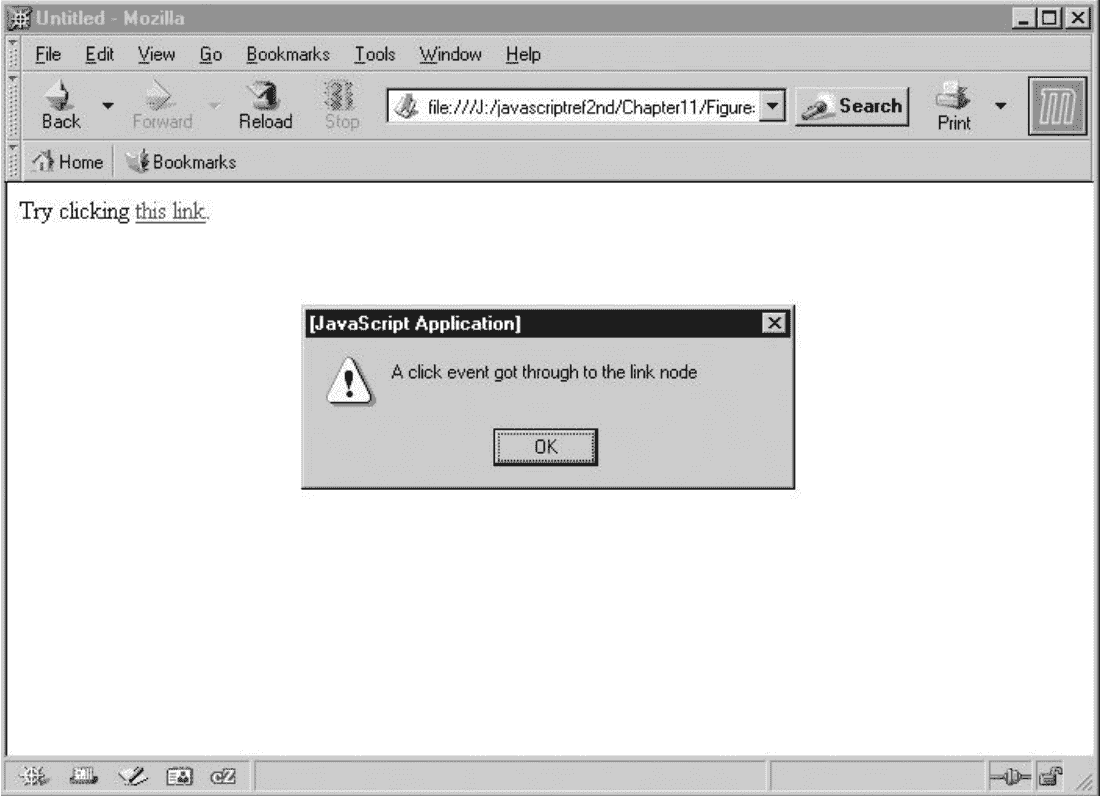 Untitled - Mozilla
File Edit View Go Bookmarks Tools Window Help
Back Forward Reload Stop file:///J:/javascriptref2nd/Chapter11/Figure: Search Print
Home Bookmarks
Try clicking this link.
[JavaScript Application]
A click event got through to the link node
OK